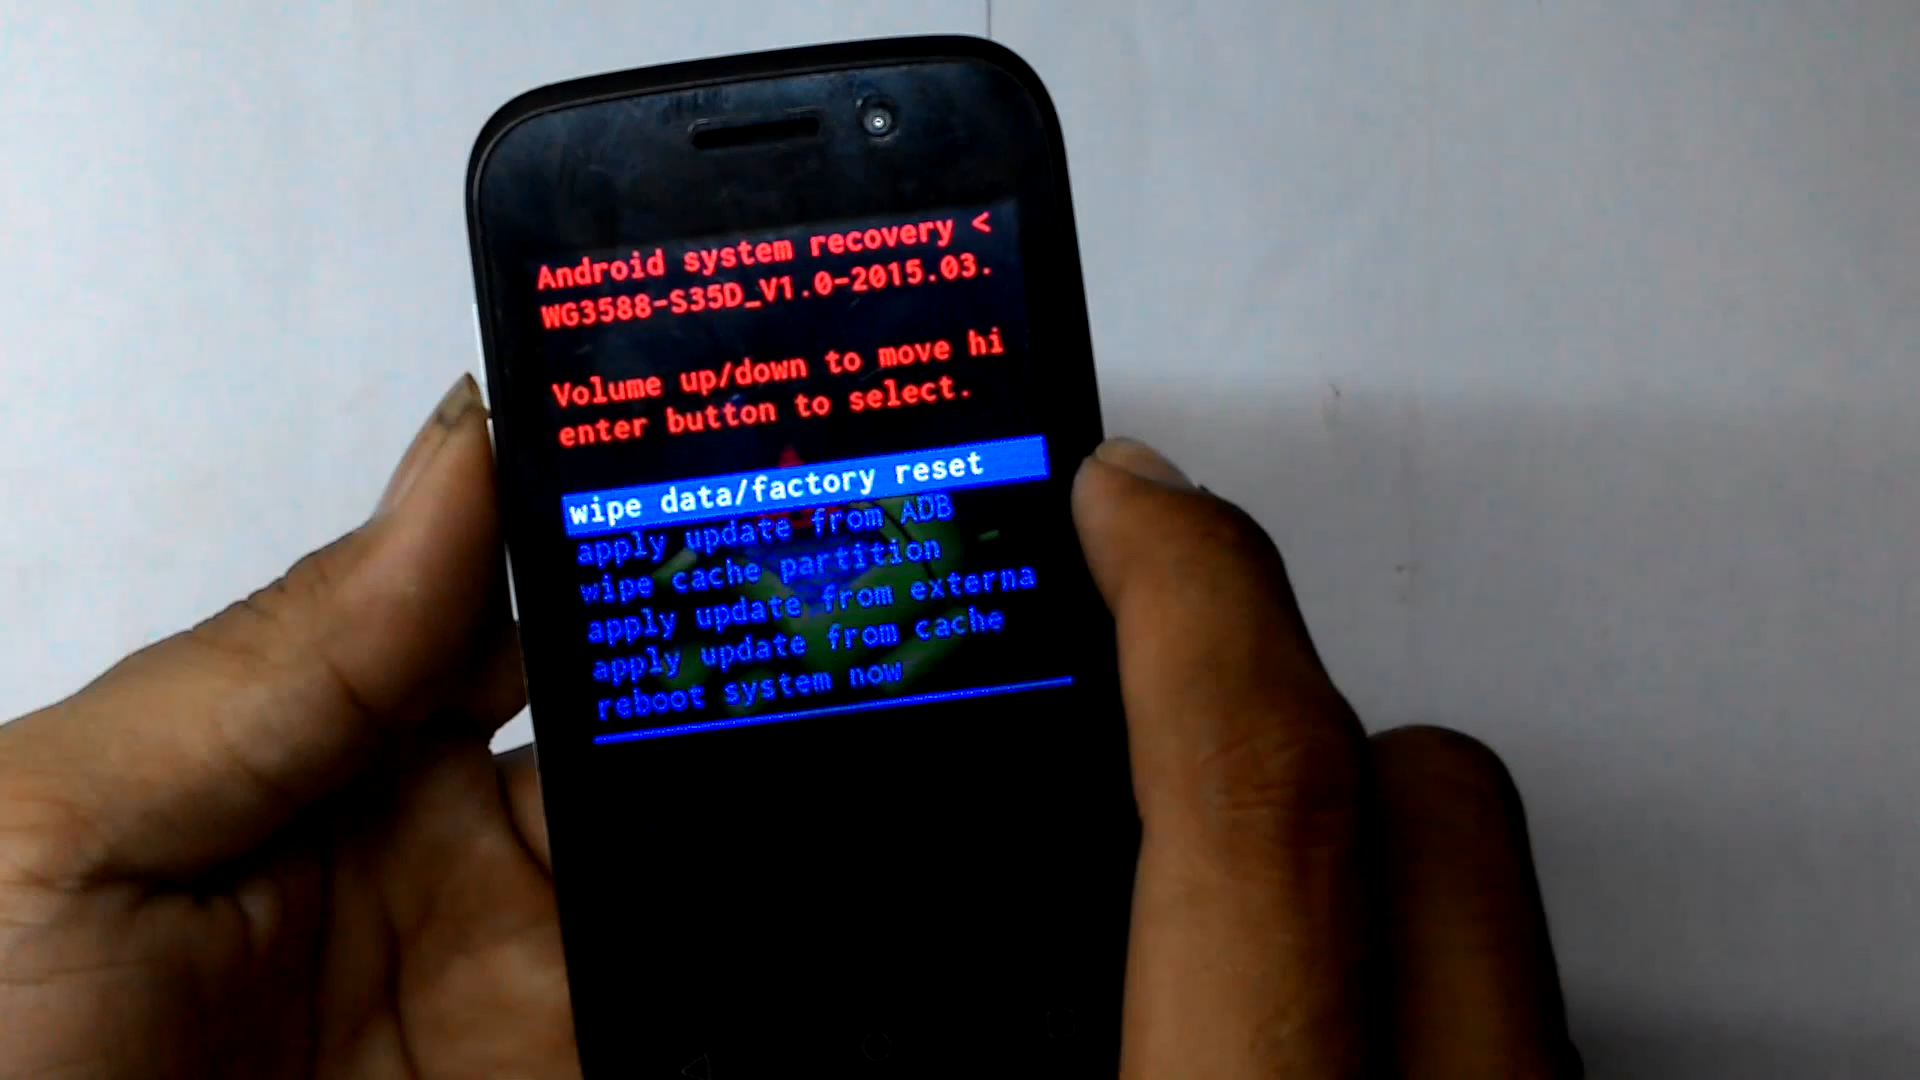 Android system recovery <
WG3588-S35D_V1.0-2015.03.
Volume up/down to move hi
enter button to select.
wipe data/factory reset
apply update from ADB
wipe cache partition
apply update from externa
apply update from cache
reboot system now